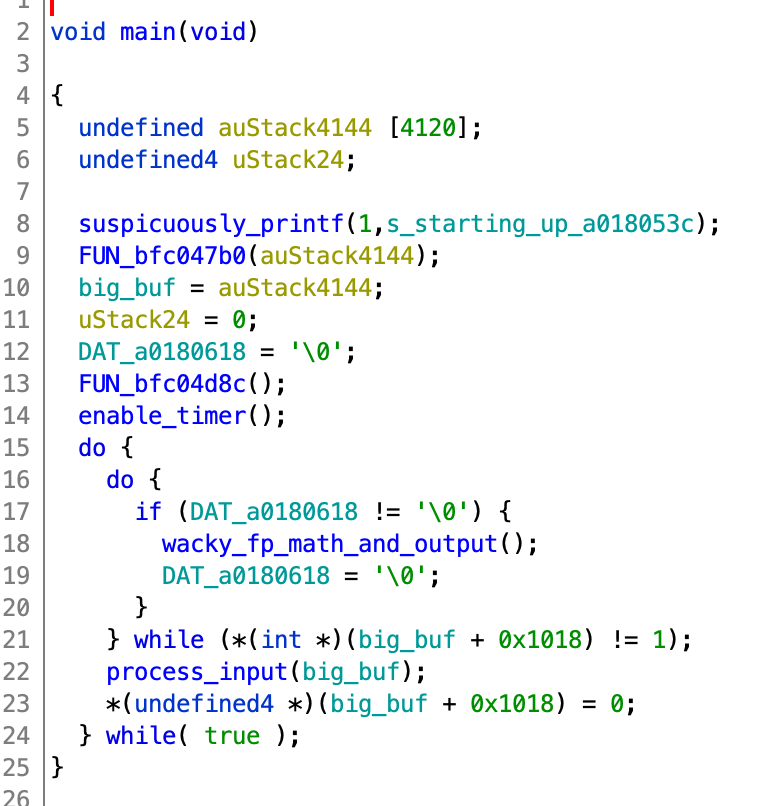 1
2 void main(void)
3
4 {
5 undefined auStack4144 [4120];
6 undefined4 uStack24;
7
8 suspicuously_printf(1,s_starting_up_a018053c);
9 FUN_bfc047b0(auStack4144);
10 big_buf = auStack4144;
11 uStack24 = 0;
12 DAT_a0180618 = '\0';
13 FUN_bfc04d8c();
14 enable_timer();
15 do {
16 do {
17 if (DAT_a0180618 != '\0') {
18 wacky_fp_math_and_output();
19 DAT_a0180618 = '\0';
20 }
21 } while (*(int *)(big_buf + 0x1018) != 1);
22 process_input(big_buf);
23 *(undefined4 *)(big_buf + 0x1018) = 0;
24 } while( true );
25 }
26